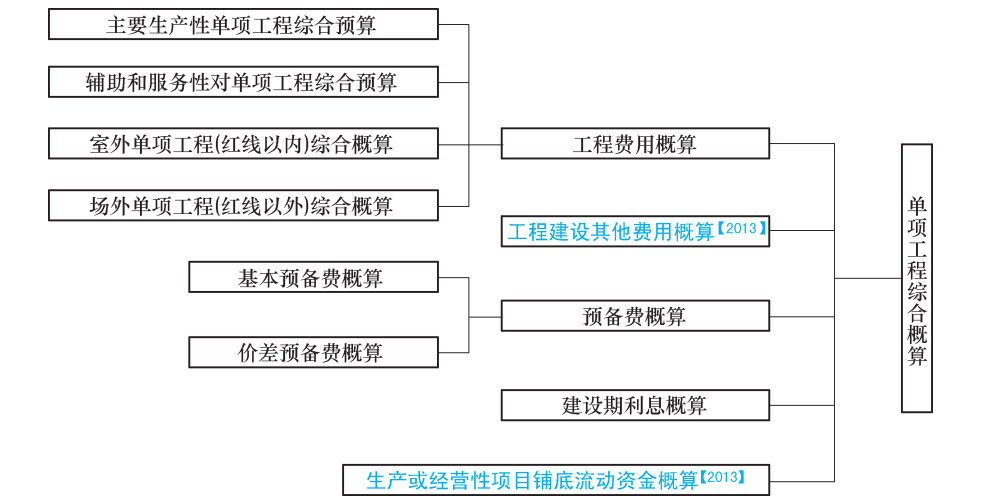 主要生产性单项工程综合预算
辅助和服务性对单项工程综合预算
室外单项工程(红线以内)综合概算
场外单项工程(红线以外)综合概算
工程费用概算
工程建设其他费用概算【2013】
基本预备费概算
价差预备费概算
预备费概算
建设期利息概算
生产或经营性项目铺底流动资金概算【2013】
单项工程综合概算